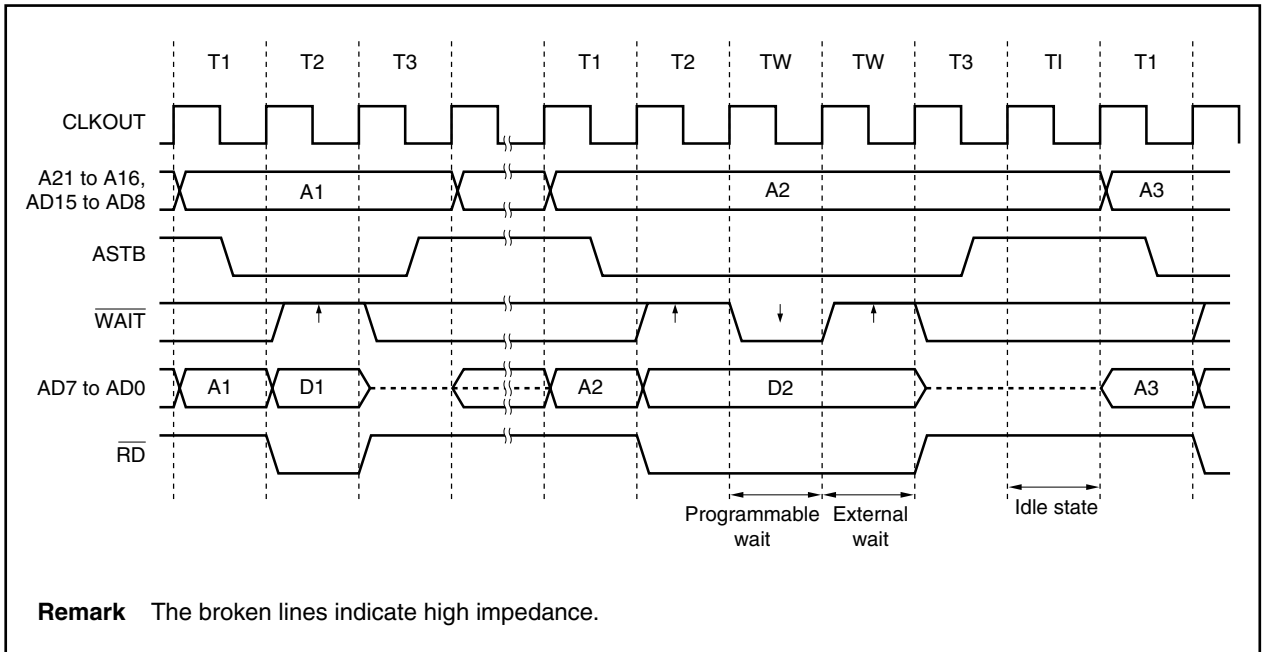 T1 T2 T3 T1 T2 TW TW T3 TI T1
CLKOUT
A21 to A16,
AD15 to AD8
A1 A2 A3
ASTB
WAIT
AD7 to AD0 A1 D1 A2 D2 A3
RD
Programmable
wait
External
wait
Idle state
Remark The broken lines indicate high impedance.